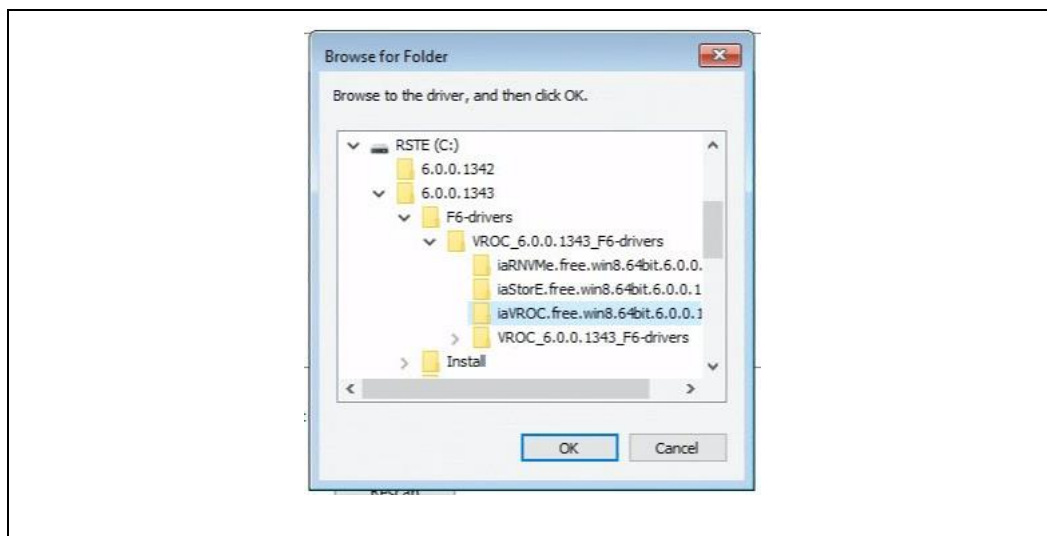 Browse for Folder
Browse to the driver, and then click OK.
RSTE (C:)
6.0.0.1342
6.0.0.1343
F6-drivers
VROC_6.0.0.1343_F6-drivers
iaRNVMe.free.win8.64bit.6.0.0.
iaStorE.free.win8.64bit.6.0.0.1
iaVROC.free.win8.64bit.6.0.0.1
VROC_6.0.0.1343_F6-drivers
Install
OK Cancel
Rescan